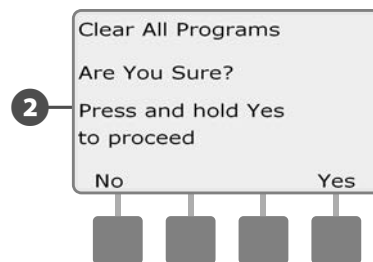 Clear All Programs
Are You Sure?
2
Press and hold Yes
to proceed
No Yes